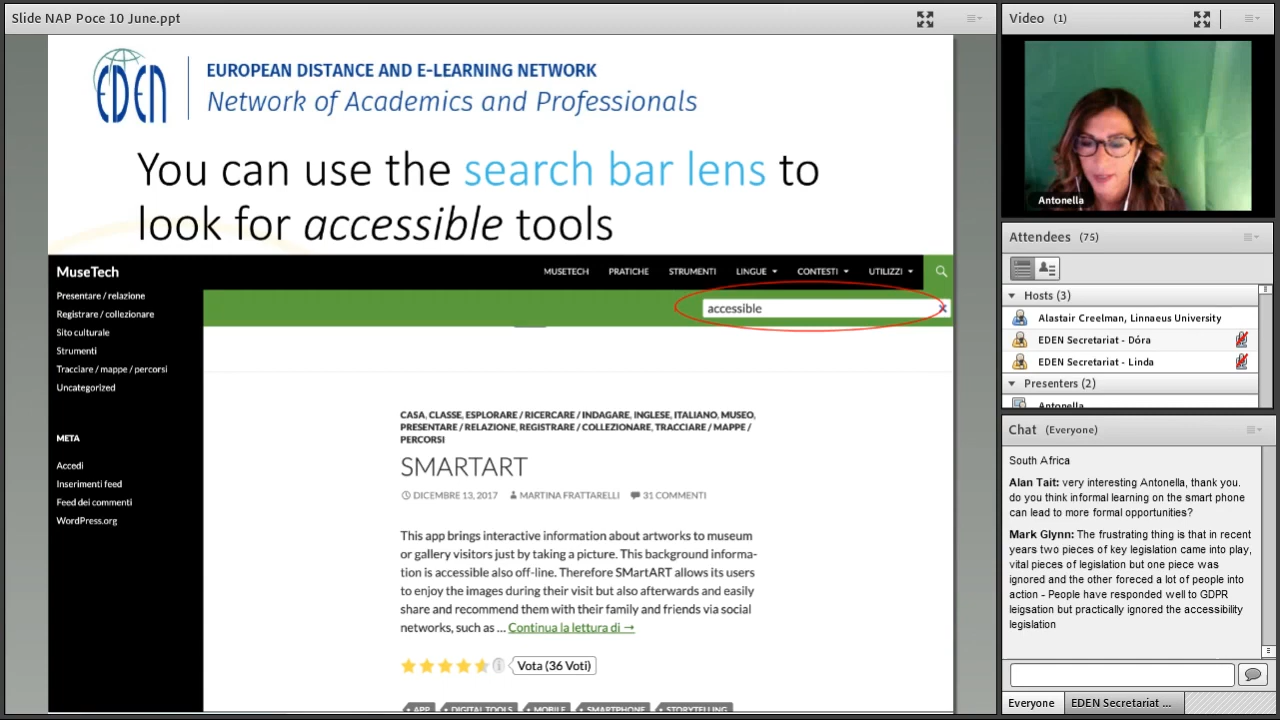 Slide NAP Poce 10 June.ppt
EDEN
EUROPEAN DISTANCE AND E-LEARNING NETWORK
Network of Academics and Professionals
You can use the search bar lens to
look for accessible tools
MuseTech
MUSETECH PRATICHE STRUMENTI LINGUE CONTESTI UTILIZZI
accessible
Presentare / relazione
Registrare / collezionare
Sito culturale
Strumenti
Tracciare / mappe / percorsi
Uncategorized
META
Accedi
Inserimenti feed
Feed dei commenti
WordPress.org
CASA, CLASSE, ESPLORARE / RICERCARE / INDAGARE, INGLESE, ITALIANO, MUSEO,
PRESENTARE / RELAZIONE, REGISTRARE / COLLEZIONARE, TRACCIARE / MAPPE /
PERCORSI
SMARTART
DICEMBRE 13, 2017 MARTINA FRATTARELLI 31 COMMENTI
This app brings interactive information about artworks to museum
or gallery visitors just by taking a picture. This background informa-
tion is accessible also off-line. Therefore SMartART allows its users
to enjoy the images during their visit but also afterwards and easily
share and recommend them with their family and friends via social
networks, such as ... Continua la lettura di →
Vota (36 Voti)
APP DIGITAL TOOLS MOBILE SMARTPHONE STORYTELLING
Video (1)
Antonella
Attendees (75)
Hosts (3)
Alastair Creelman, Linnaeus University
EDEN Secretariat - Dóra
EDEN Secretariat - Linda
Presenters (2)
Antonella
Chat (Everyone)
South Africa
Alan Tait: very interesting Antonella, thank you.
do you think informal learning on the smart phone
can lead to more formal opportunities?
Mark Glynn: The frustrating thing is that in recent
years two pieces of key legislation came into play,
vital pieces of legislation but one piece was
ignored and the other foreced a lot of people into
action - People have responded well to GDPR
leigsation but practically ignored the accessibility
legislation
Everyone
EDEN Secretariat ...